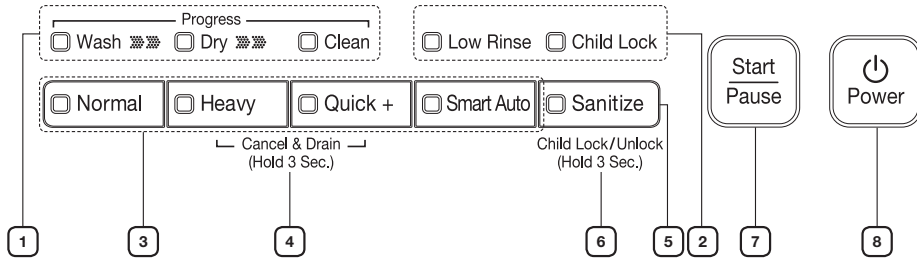 Progress
Wash Dry Clean
Low Rinse Child Lock
Start
Pause
Power
Normal Heavy Quick + Smart Auto Sanitize
Cancel & Drain
(Hold 3 Sec.)
Child Lock/Unlock
(Hold 3 Sec.)
1 3 4 6 5 2 7 8